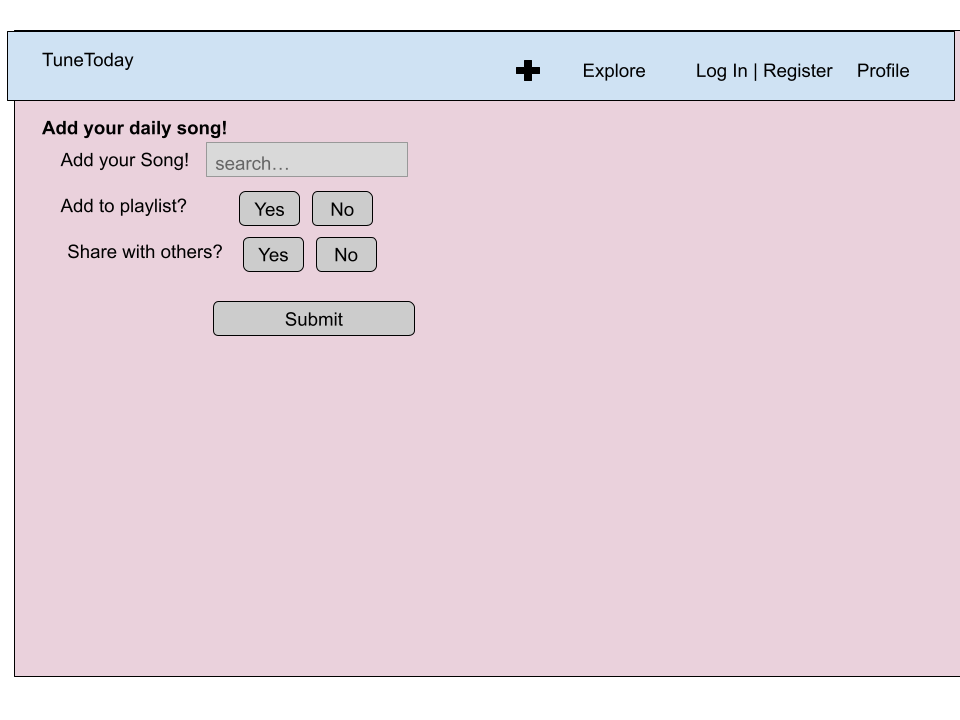 TuneToday
Explore
Log In | Register
Profile
Add your daily song!
Add your Song! search…
Add to playlist? Yes No
Share with others? Yes No
Submit